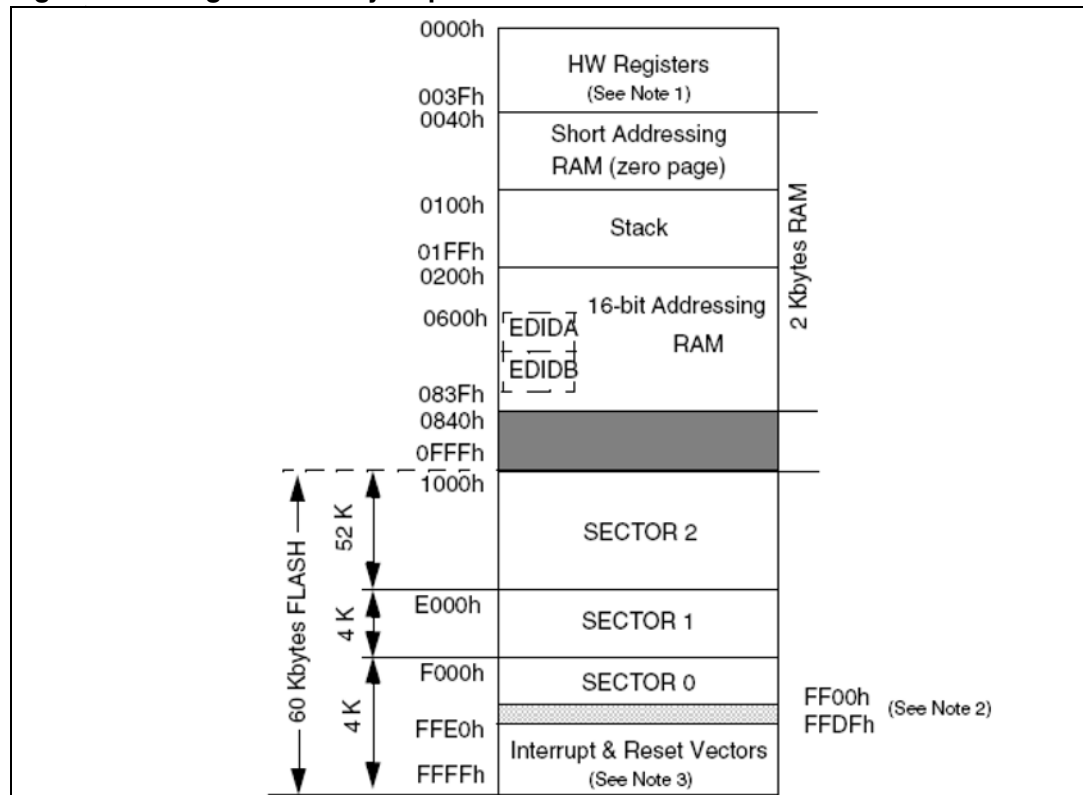 0000h
HW Registers
(See Note 1)
003Fh
0040h
Short Addressing
RAM (zero page)
0100h
Stack
01FFh
0200h
16-bit Addressing
RAM
0600h
EDIDA
EDIDB
083Fh
0840h
0FFFh
2 Kbytes RAM
1000h
SECTOR 2
52 K
E000h
SECTOR 1
4 K
F000h
SECTOR 0
FF00h
(See Note 2)
FFDFh
4 K
FFE0h
Interrupt & Reset Vectors
(See Note 3)
FFFFh
60 Kbytes FLASH